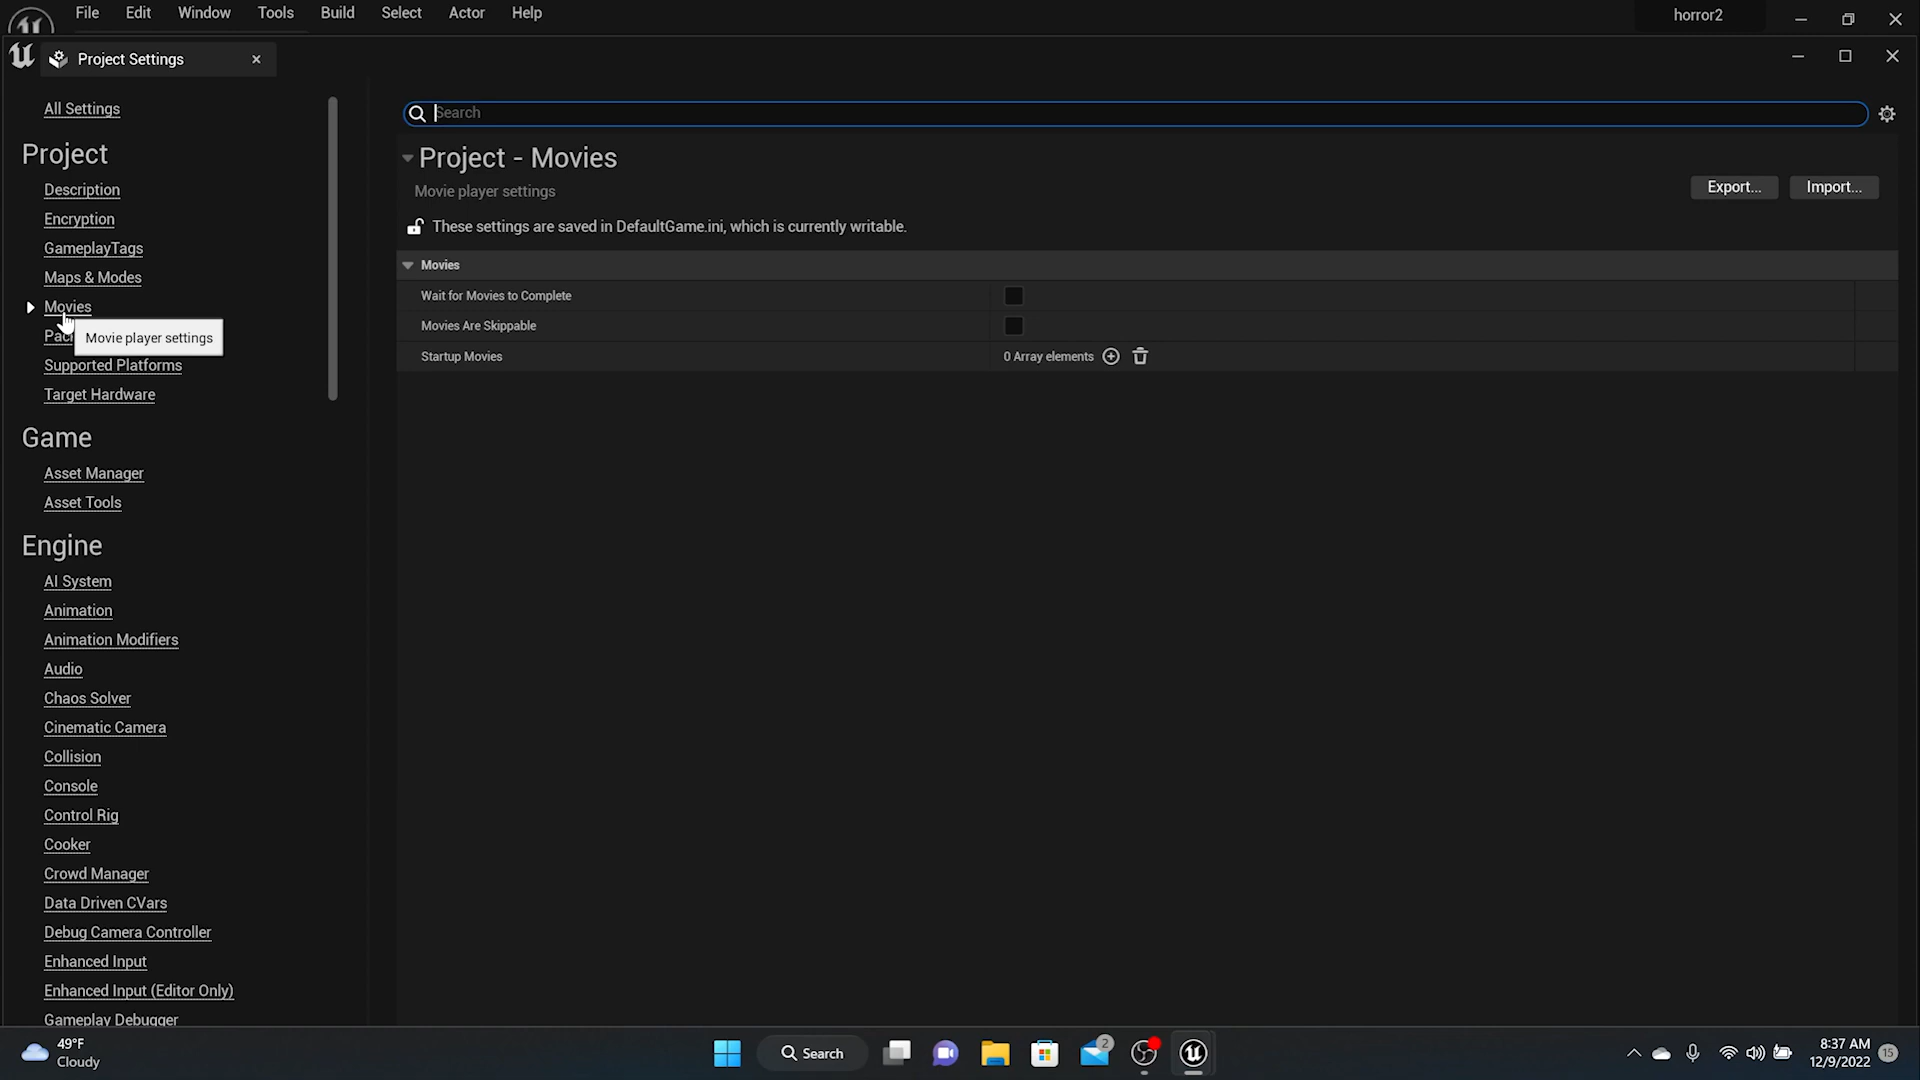 File Edit Window Tools Build Select Actor Help
horror2
Project Settings
All Settings
Project
Description
Encryption
GameplayTags
Maps & Modes
Movies
Movie player settings
Supported Platforms
Target Hardware
Game
Asset Manager
Asset Tools
Engine
AI System
Animation
Animation Modifiers
Audio
Chaos Solver
Cinematic Camera
Collision
Console
Control Rig
Cooker
Crowd Manager
Data Driven CVars
Debug Camera Controller
Enhanced Input
Enhanced Input (Editor Only)
Gameplay Debugger
Search
Project - Movies
Movie player settings
Export... Import...
These settings are saved in DefaultGame.ini, which is currently writable.
Movies
Wait for Movies to Complete
Movies Are Skippable
Startup Movies 0 Array elements
49°F
Cloudy
Search
2
8:37 AM
12/9/2022
15